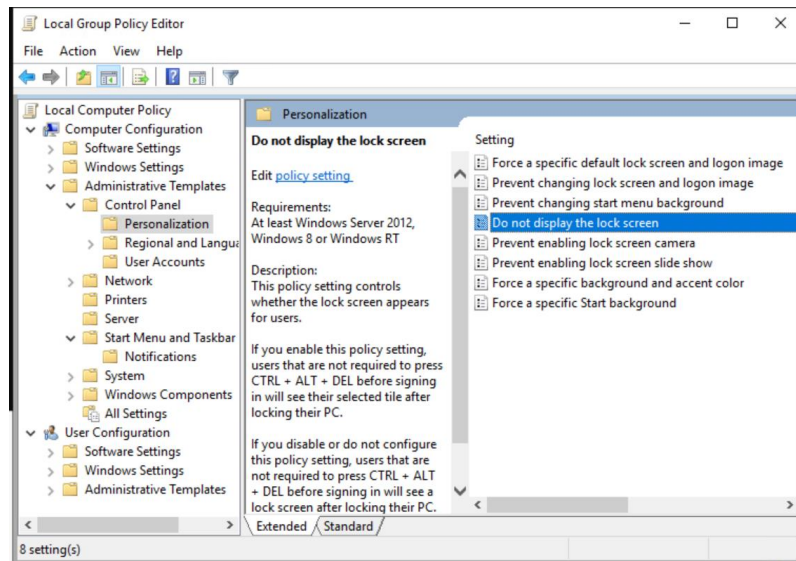 Local Group Policy Editor
File Action View Help
Local Computer Policy
Computer Configuration
Software Settings
Windows Settings
Administrative Templates
Control Panel
Personalization
Regional and Langua
User Accounts
Network
Printers
Server
Start Menu and Taskbar
Notifications
System
Windows Components
All Settings
User Configuration
Software Settings
Windows Settings
Administrative Templates
Personalization
Do not display the lock screen
Edit policy setting
Requirements:
At least Windows Server 2012,
Windows 8 or Windows RT
Description:
This policy setting controls
whether the lock screen appears
for users.
If you enable this policy setting,
users that are not required to press
CTRL + ALT + DEL before signing
in will see their selected tile after
locking their PC.
If you disable or do not configure
this policy setting, users that are
not required to press CTRL + ALT
+ DEL before signing in will see a
lock screen after locking their PC.
Setting
Force a specific default lock screen and logon image
Prevent changing lock screen and logon image
Prevent changing start menu background
Do not display the lock screen
Prevent enabling lock screen camera
Prevent enabling lock screen slide show
Force a specific background and accent color
Force a specific Start background
Extended Standard
8 setting(s)